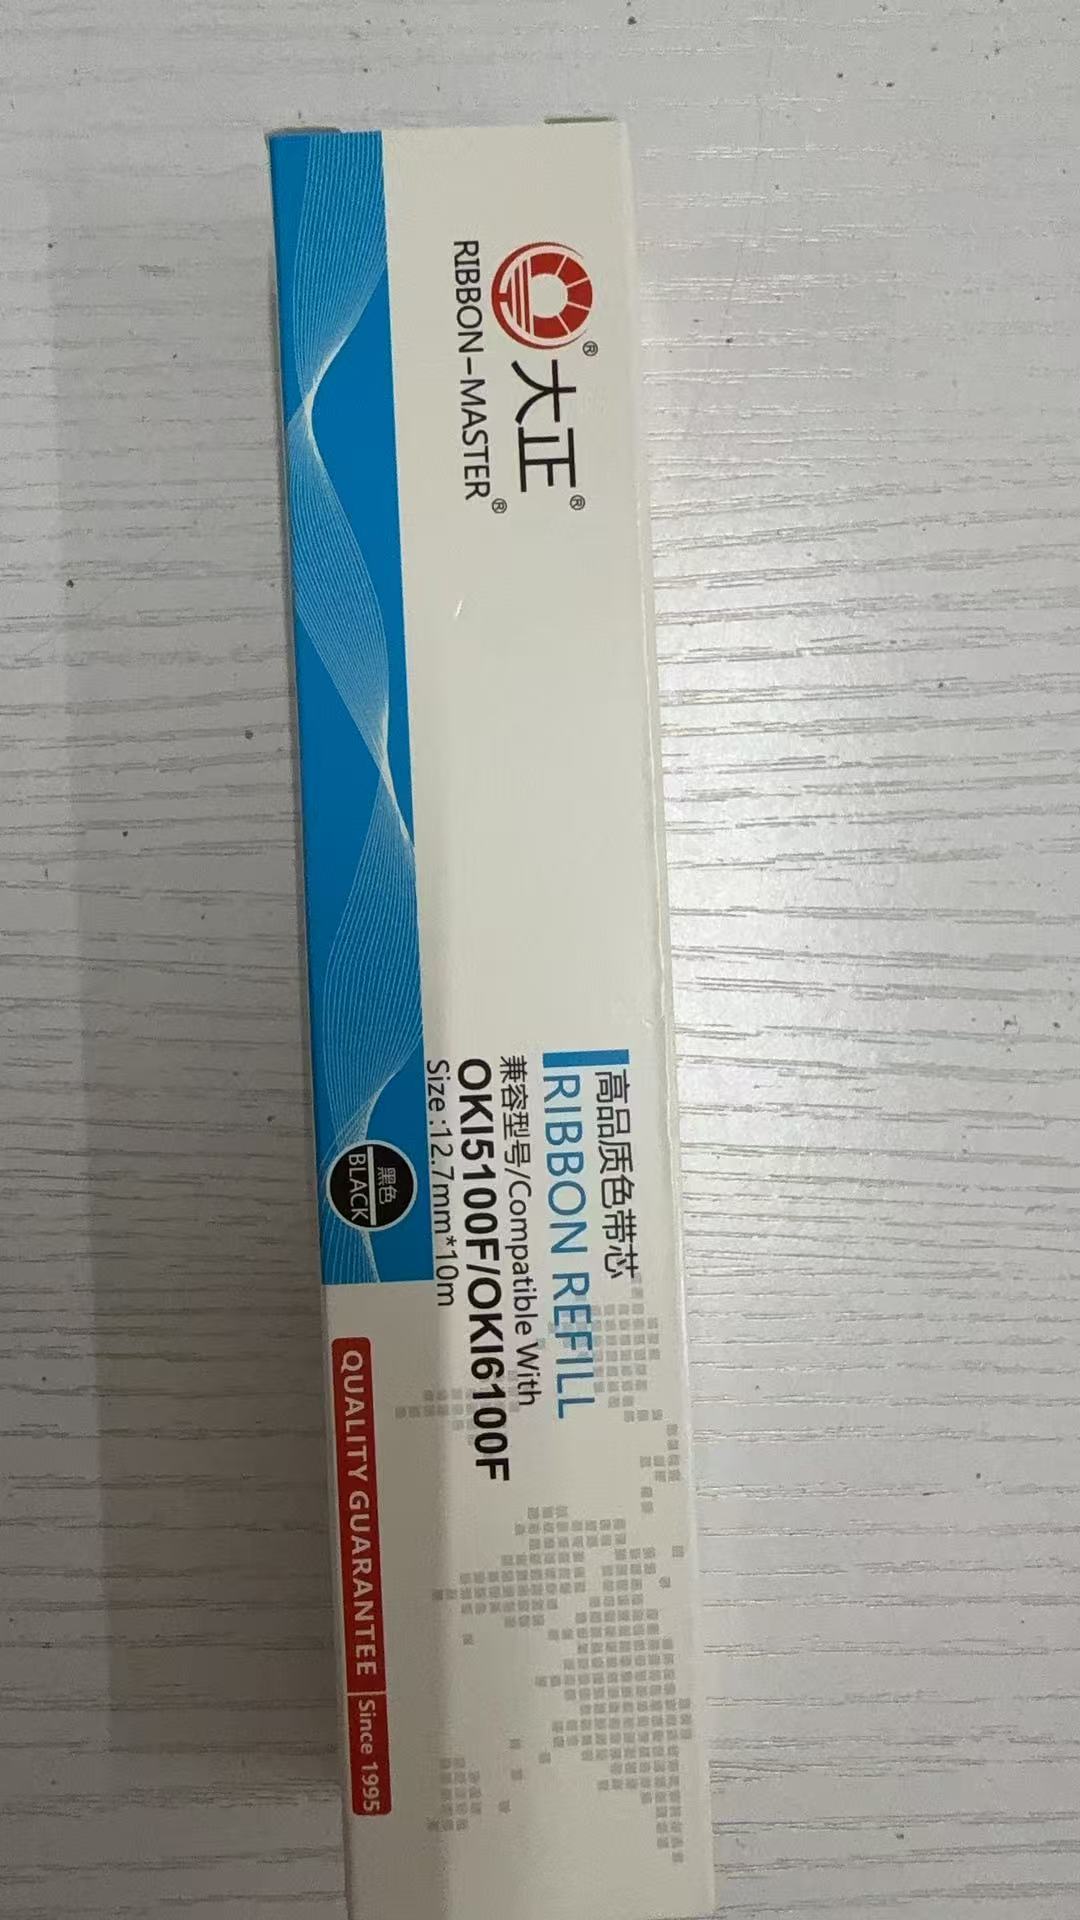 大正®
RIBBON-MASTER®
高品质色带芯
RIBBON REFILL
兼容型号/Compatible With
OKI5100F/OKI6100F
Size:12.7mm*10m
黑色
BLACK
QUALITY GUARANTEE | Since 1995